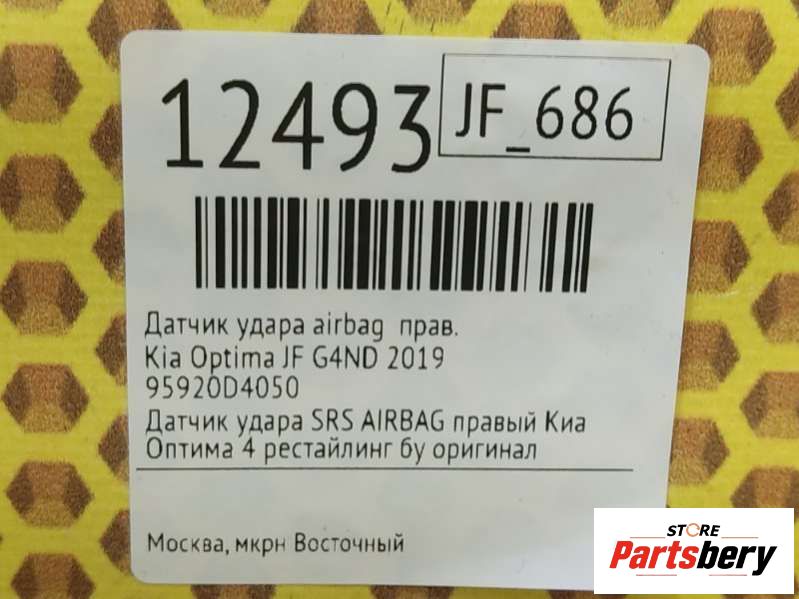 12493
JF_686
Датчик удара airbag прав.
Kia Optima JF G4ND 2019
95920D4050
Датчик удара SRS AIRBAG правый Киа
Оптима 4 рестайлинг бу оригинал
Москва, мкрн Восточный
STORE
Partsbery